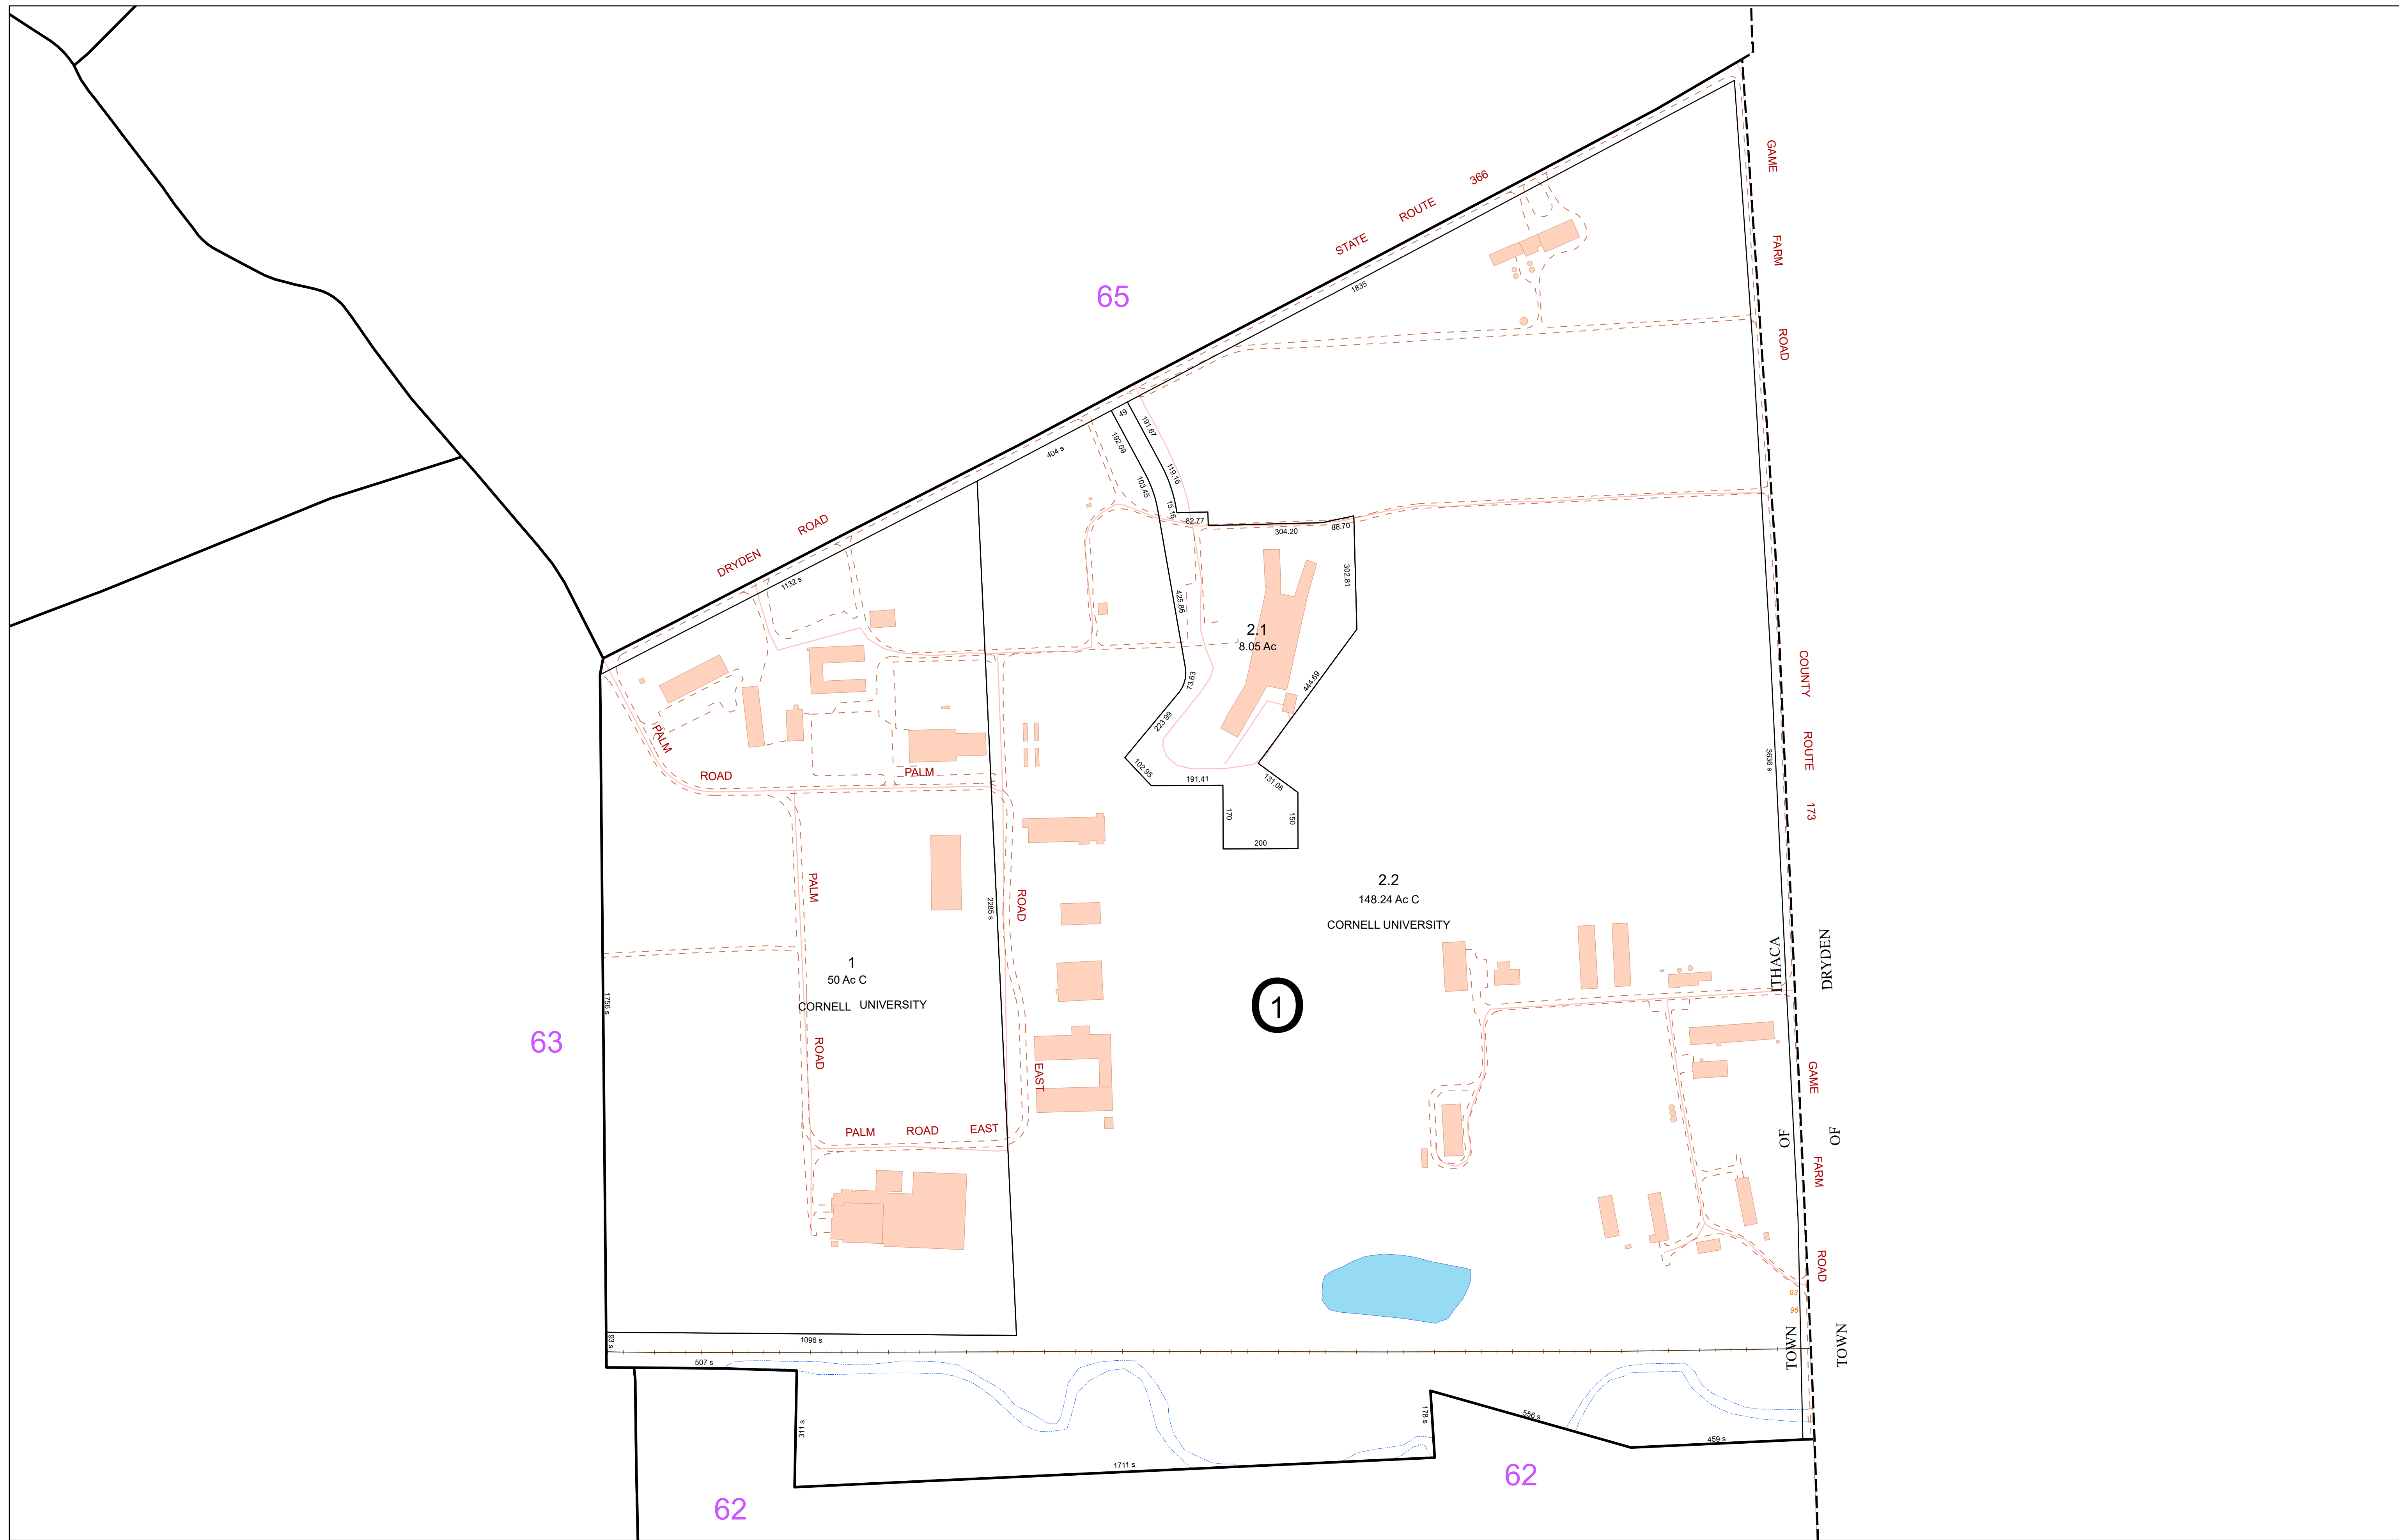 GAME
FARM
ROAD
STATE ROUTE 366
65
1835
49
191.67
192.09
404 s
119.16
103.45
15.16
82.77
304.20
86.70
DRYDEN ROAD
1132 s
302.81
425.86
2.1
8.05 Ac
COUNTY
ROUTE
173
73.63
444.69
223.99
PALM
ROAD
PALM
102.95
191.41
131.08
3636 s
170
150
200
PALM
ROAD
2285 s
2.2
148.24 Ac C
CORNELL UNIVERSITY
ITHACA
DRYDEN
1
50 Ac C
CORNELL UNIVERSITY
1756 s
1
63
ROAD
EAST
GAME
PALM ROAD EAST
OF
OF
FARM
ROAD
93
96
TOWN
TOWN
93 s
1096 s
507 s
311 s
178 s
556 s
459 s
1711 s
62
62